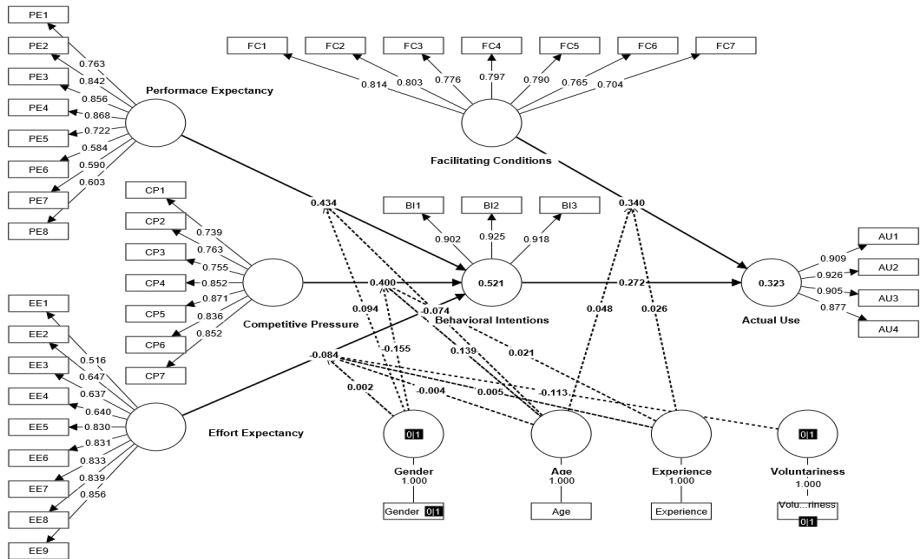 PE1
PE2
PE3
PE4
PE5
PE6
PE7
PE8
0.763
0.842
0.856
0.868
0.722
0.584
0.590
0.603
Performace Expectancy
FC1 FC2 FC3 FC4 FC5 FC6 FC7
0.814 0.803 0.776 0.797 0.790 0.765 0.704
Facilitating Conditions
CP1
CP2
CP3
CP4
CP5
CP6
CP7
0.739
0.763
0.755
0.852
0.871
0.836
0.852
Competitive Pressure
BI1 BI2 BI3
0.902 0.925 0.918
0.521
Behavioral Intentions
0.434
0.400
-0.084
0.340
0.272
0.323
Actual Use
AU1
AU2
AU3
AU4
0.909
0.926
0.905
0.877
EE1
EE2
EE3
EE4
EE5
EE6
EE7
EE8
EE9
0.516
0.647
0.637
0.640
0.830
0.831
0.833
0.839
0.856
Effort Expectancy
0.094
-0.074
-0.155
0.139
0.021
0.048
0.026
0.002
-0.004
0.005
-0.113
0|1 0|1
Gender Age Experience Voluntariness
1.000 1.000 1.000 1.000
Gender 0|1 Age Experience Volu...riness
0|1